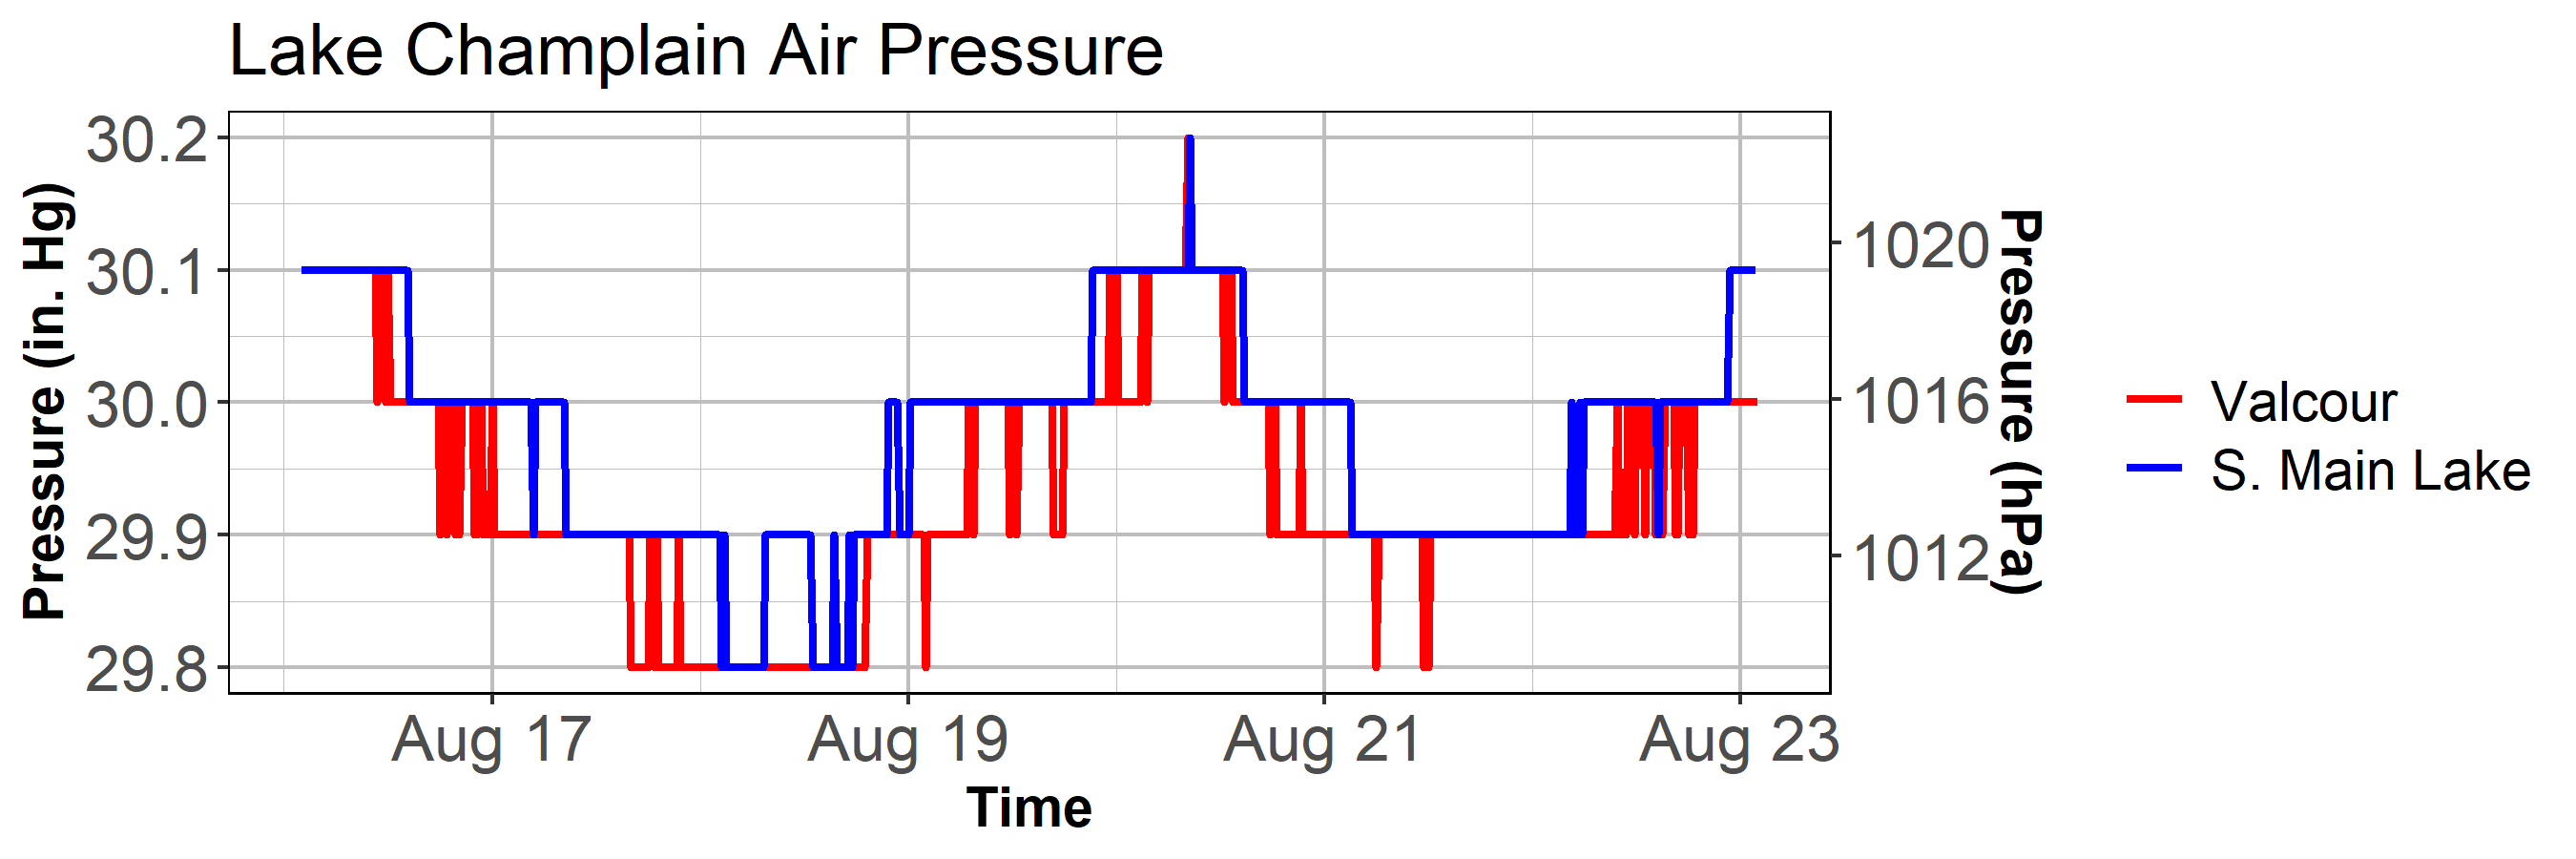 Lake Champlain Air Pressure
Pressure (in. Hg)
30.2
30.1
30.0
29.9
29.8
1020
1016
1012
Pressure (hPa)
Aug 17
Aug 19
Aug 21
Aug 23
Time
Valcour
S. Main Lake